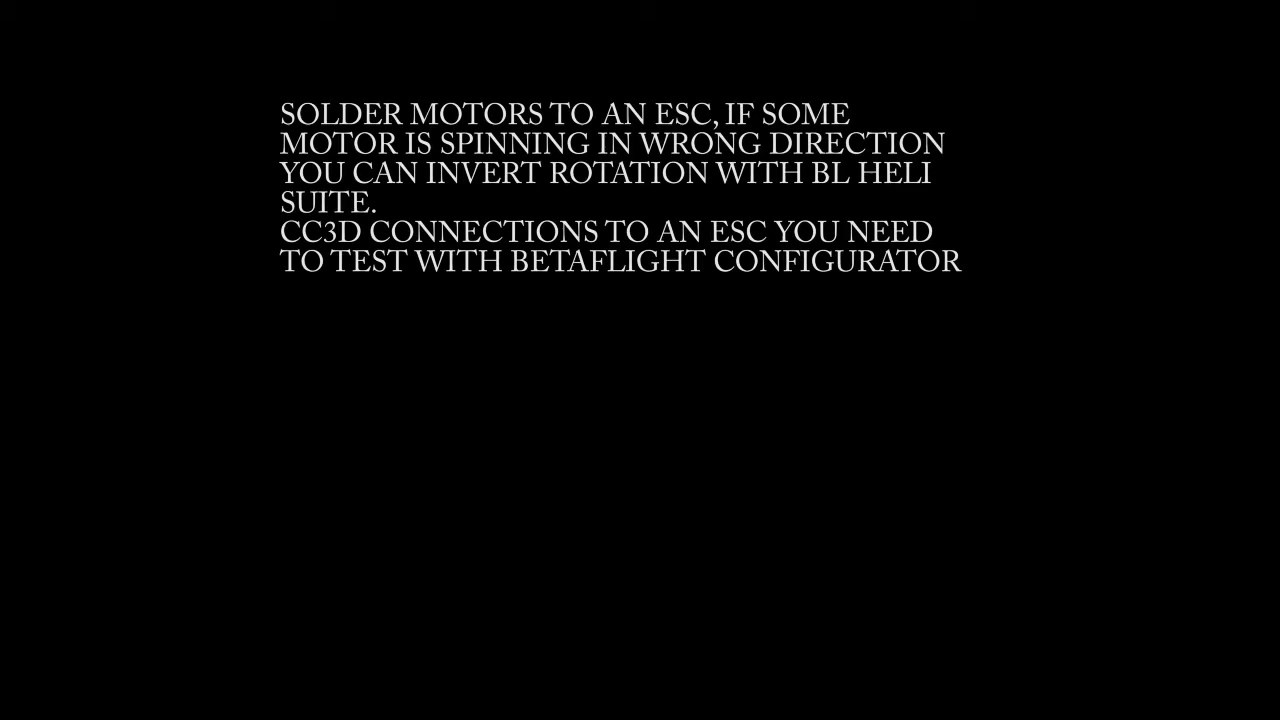 SOLDER MOTORS TO AN ESC, IF SOME
MOTOR IS SPINNING IN WRONG DIRECTION
YOU CAN INVERT ROTATION WITH BL HELI
SUITE.
CC3D CONNECTIONS TO AN ESC YOU NEED
TO TEST WITH BETAFLIGHT CONFIGURATOR